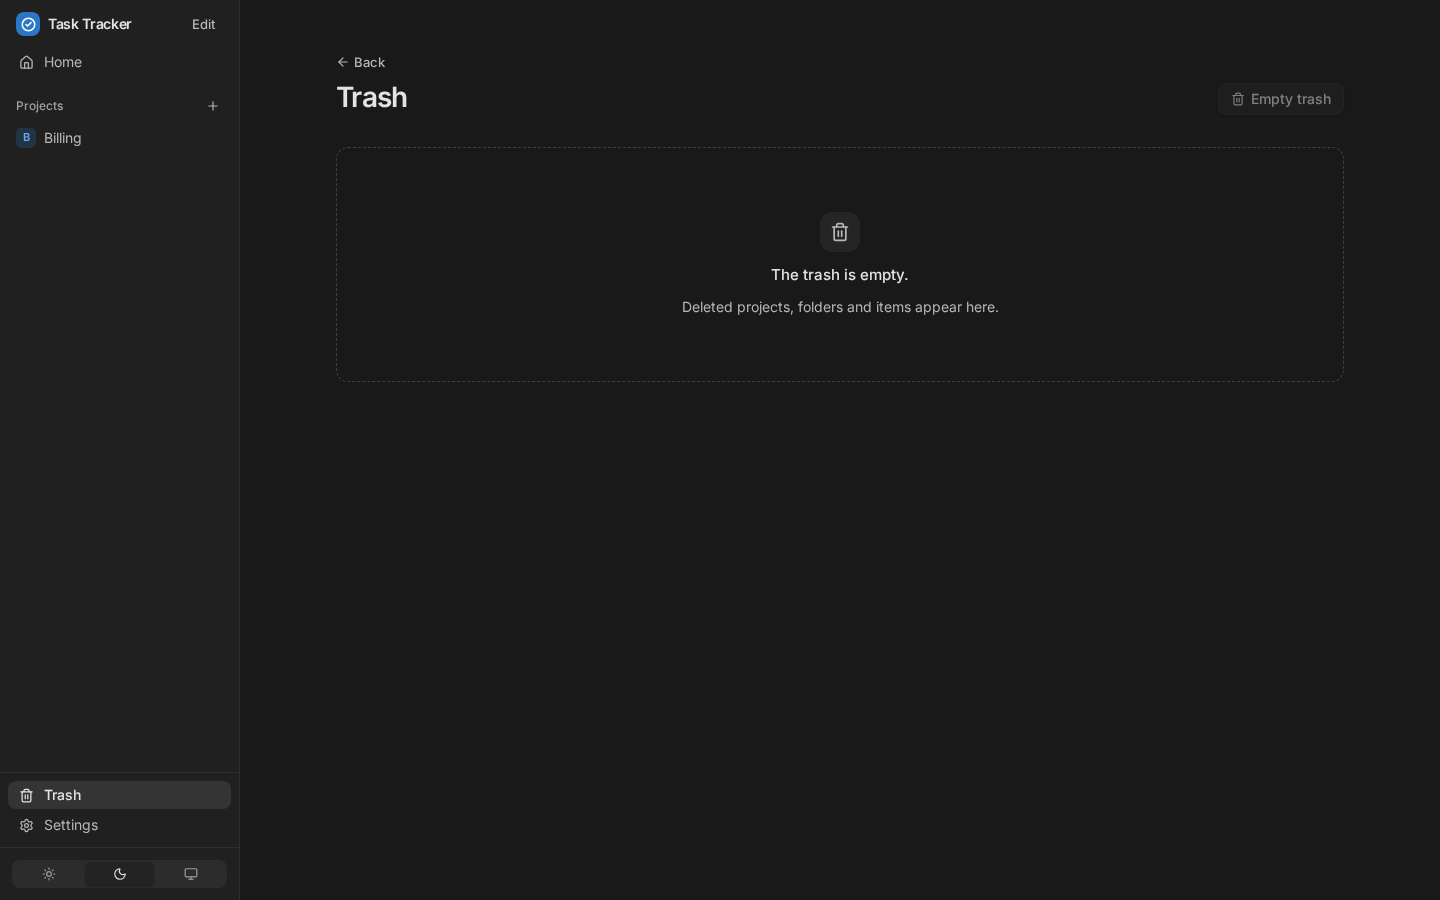 Task Tracker
Edit
Home
Projects
B
Billing
Back
Trash
Empty trash
The trash is empty.
Deleted projects, folders and items appear here.
Trash
Settings